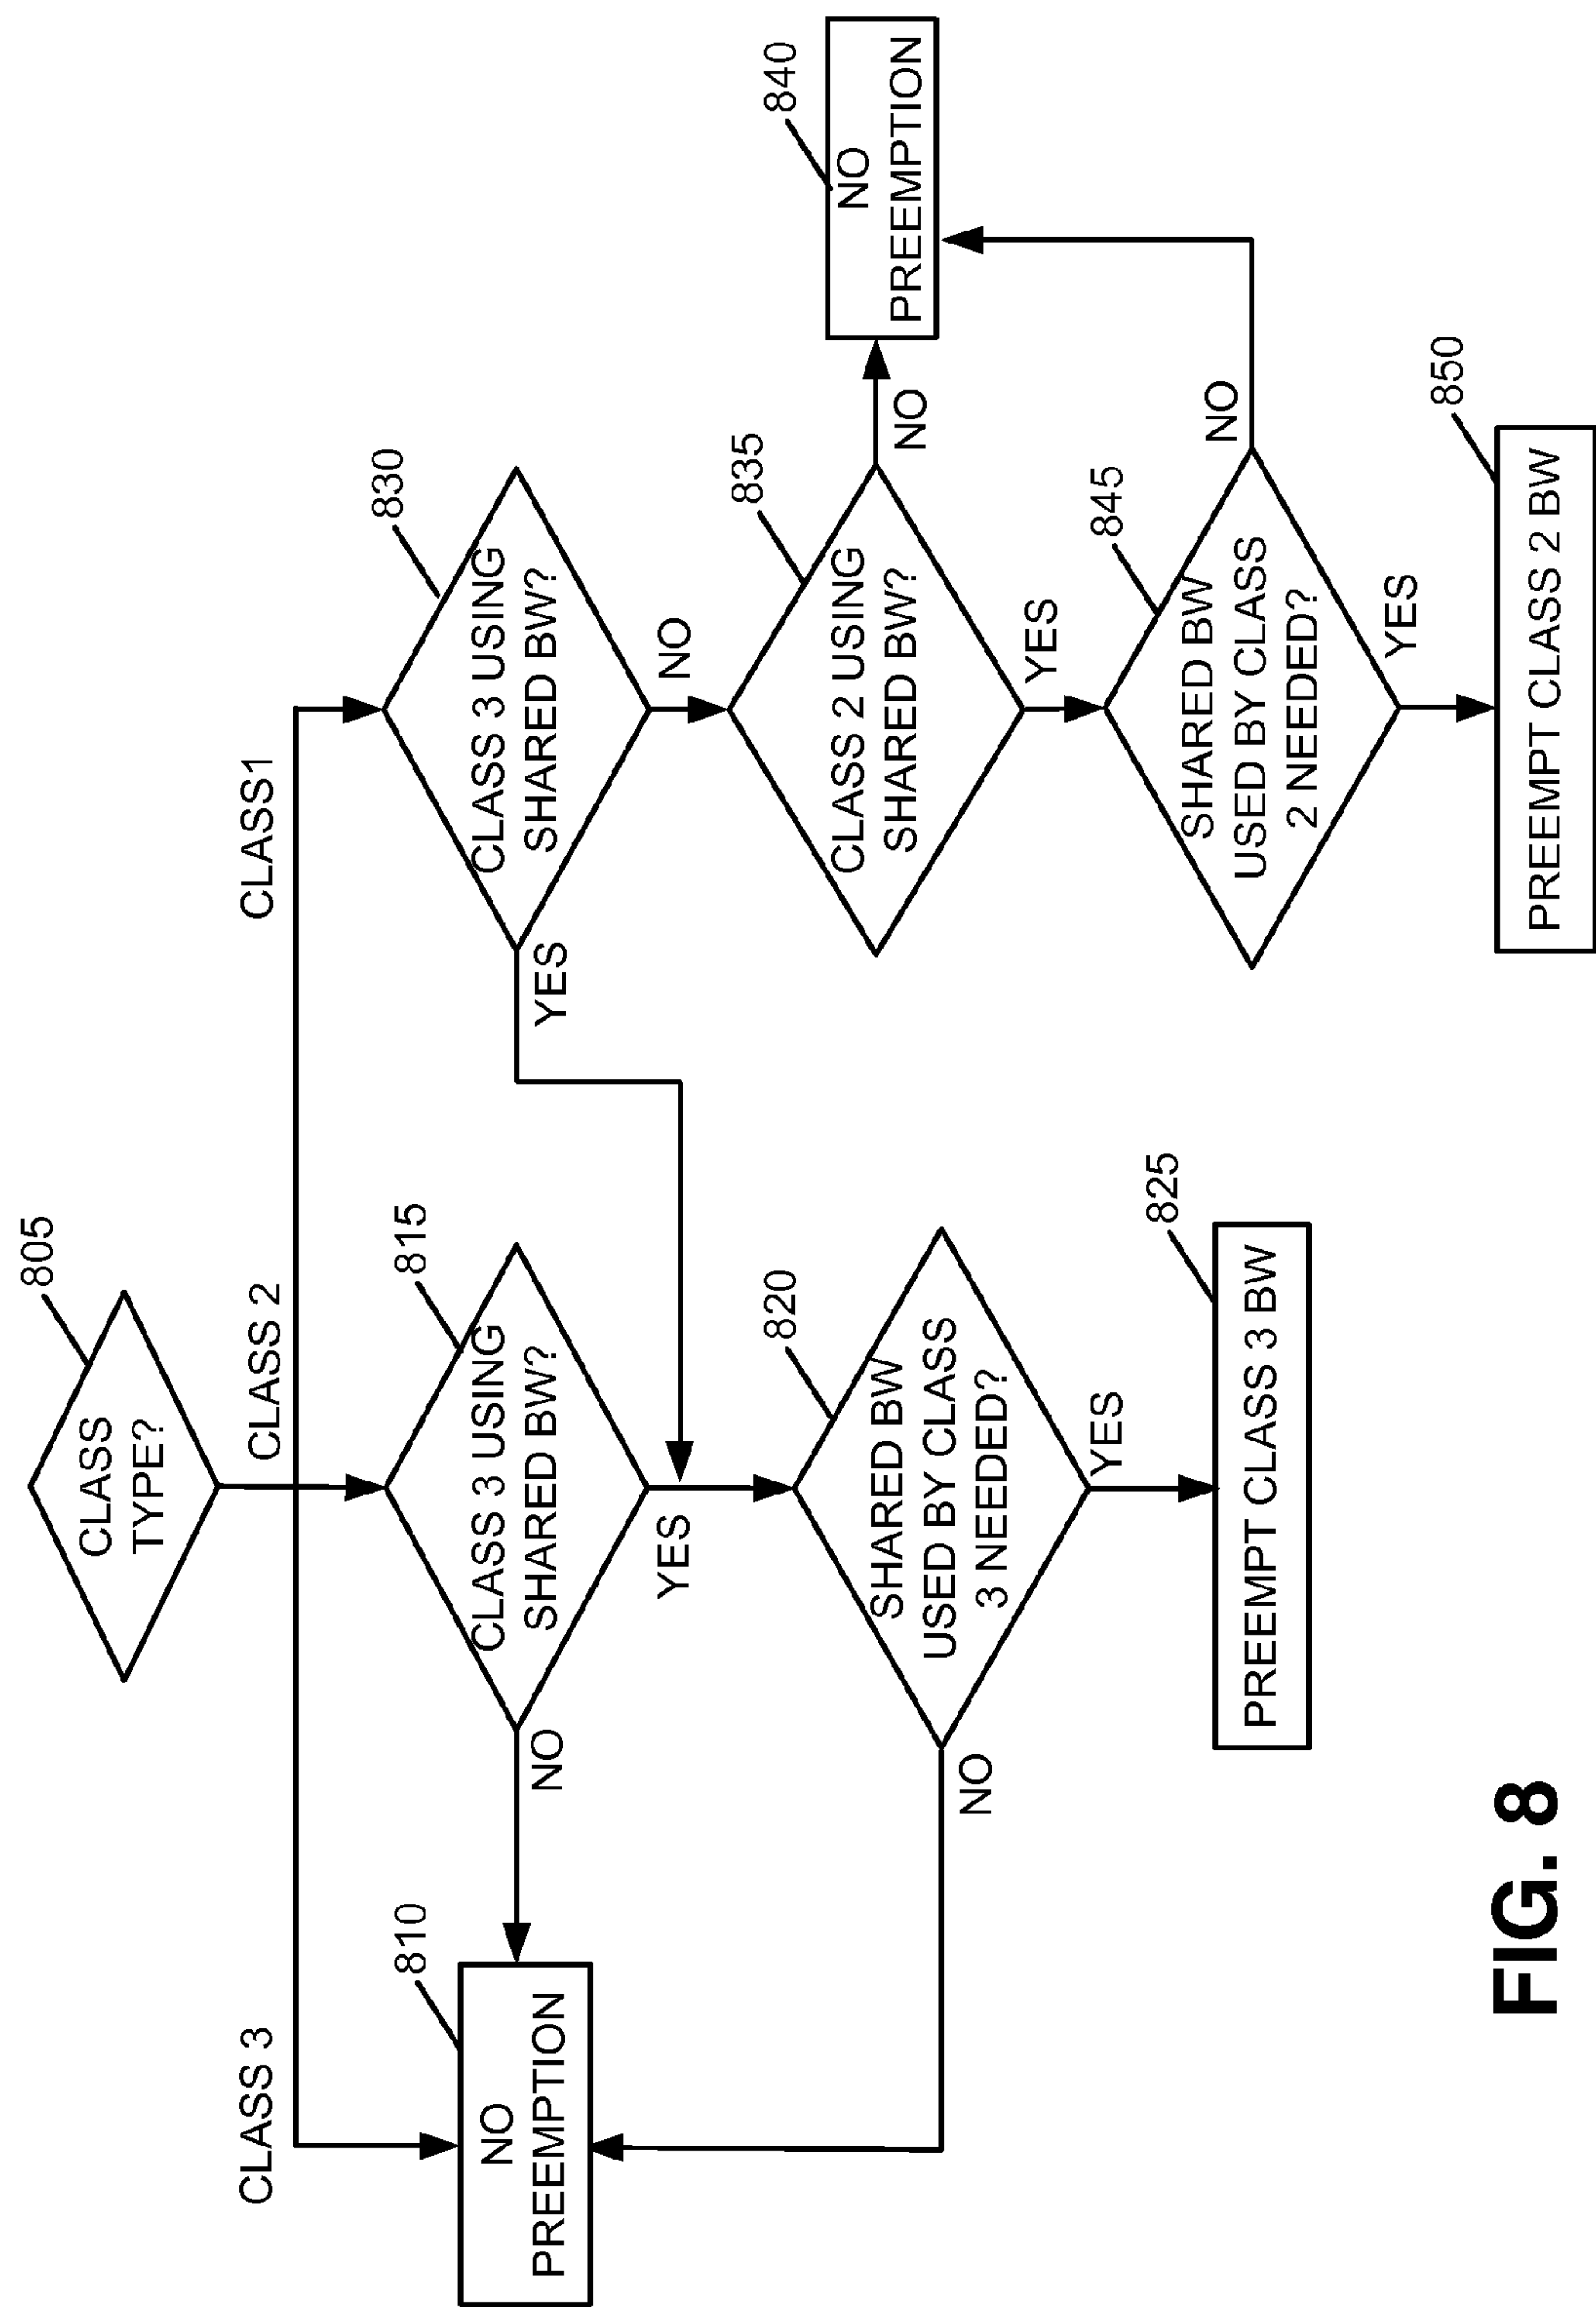 805
CLASS
TYPE?
CLASS 3
CLASS 2
CLASS1
810
NO
PREEMPTION
815
CLASS 3 USING
SHARED BW?
NO
YES
830
CLASS 3 USING
SHARED BW?
YES
NO
820
SHARED BW
USED BY CLASS
3 NEEDED?
NO
YES
835
CLASS 2 USING
SHARED BW?
NO
YES
840
NO
PREEMPTION
825
PREEMPT CLASS 3 BW
845
SHARED BW
USED BY CLASS
2 NEEDED?
NO
YES
850
PREEMPT CLASS 2 BW
FIG. 8